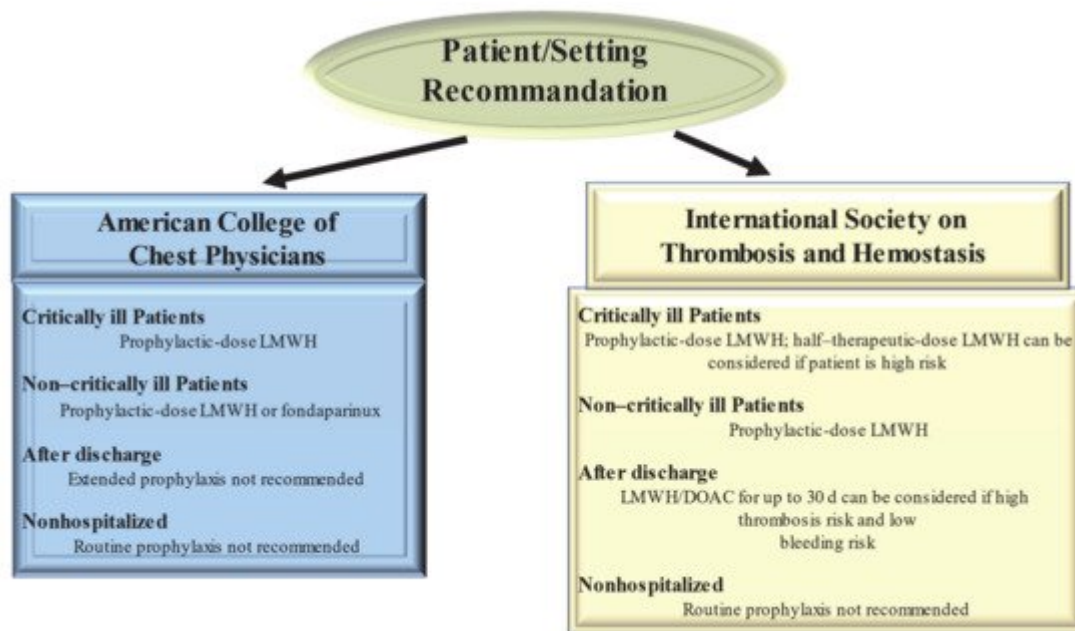 Patient/Setting
Recommandation
American College of
Chest Physicians
Critically ill Patients
Prophylactic-dose LMWH
Non–critically ill Patients
Prophylactic-dose LMWH or fondaparinux
After discharge
Extended prophylaxis not recommended
Nonhospitalized
Routine prophylaxis not recommended
International Society on
Thrombosis and Hemostasis
Critically ill Patients
Prophylactic-dose LMWH; half–therapeutic-dose LMWH can be
considered if patient is high risk
Non–critically ill Patients
Prophylactic-dose LMWH
After discharge
LMWH/DOAC for up to 30 d can be considered if high
thrombosis risk and low
bleeding risk
Nonhospitalized
Routine prophylaxis not recommended